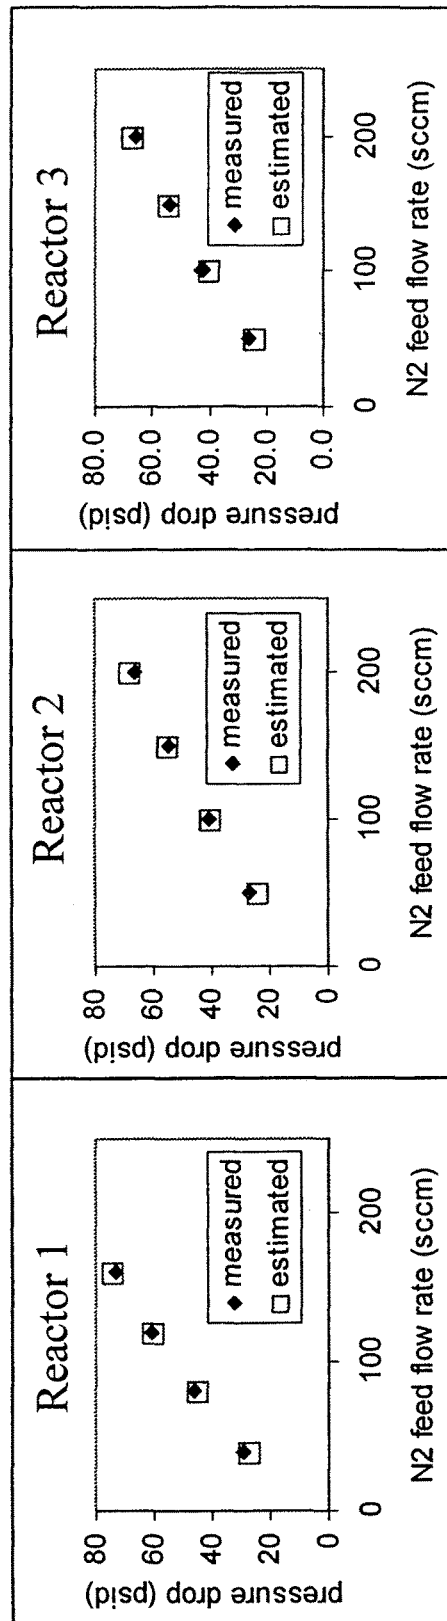 Reactor 1
pressure drop (psid)
80
60
40
20
0
0
100
200
measured
estimated
N2 feed flow rate (sccm)
Reactor 2
pressure drop (psid)
80
60
40
20
0
0
100
200
measured
estimated
N2 feed flow rate (sccm)
Reactor 3
pressure drop (psid)
80.0
60.0
40.0
20.0
0.0
0
100
200
measured
estimated
N2 feed flow rate (sccm)